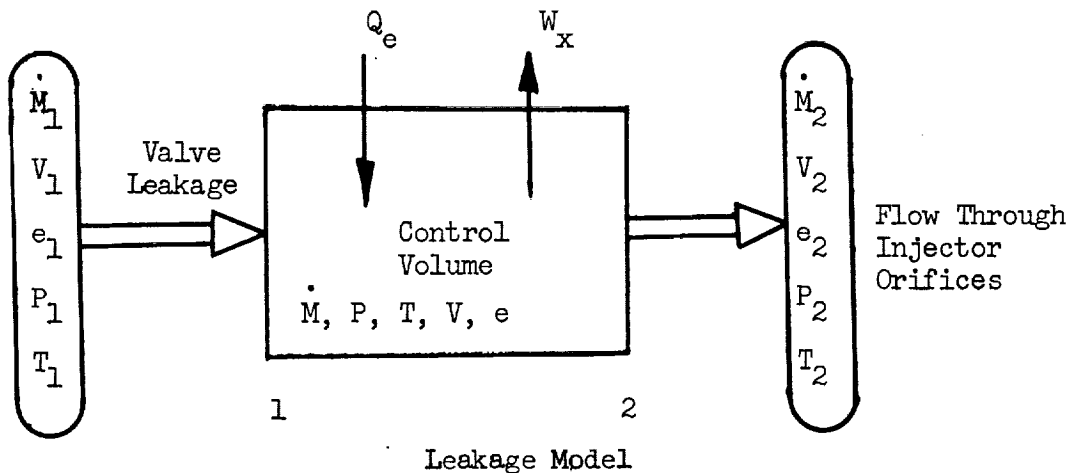 Q_e
W_x
Ṁ_1
V_1
e_1
P_1
T_1
Valve
Leakage
Control
Volume
Ṁ, P, T, V, e
Ṁ_2
V_2
e_2
P_2
T_2
Flow Through
Injector
Orifices
1
2
Leakage Model